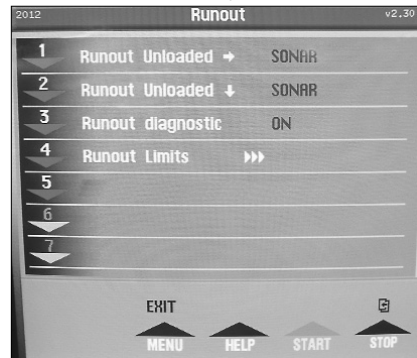 2012 Runout v2.30
1 Runout Unloaded → SONAR
2 Runout Unloaded ↓ SONAR
3 Runout diagnostic ON
4 Runout Limits
5
6
7
EXIT
MENU HELP START STOP